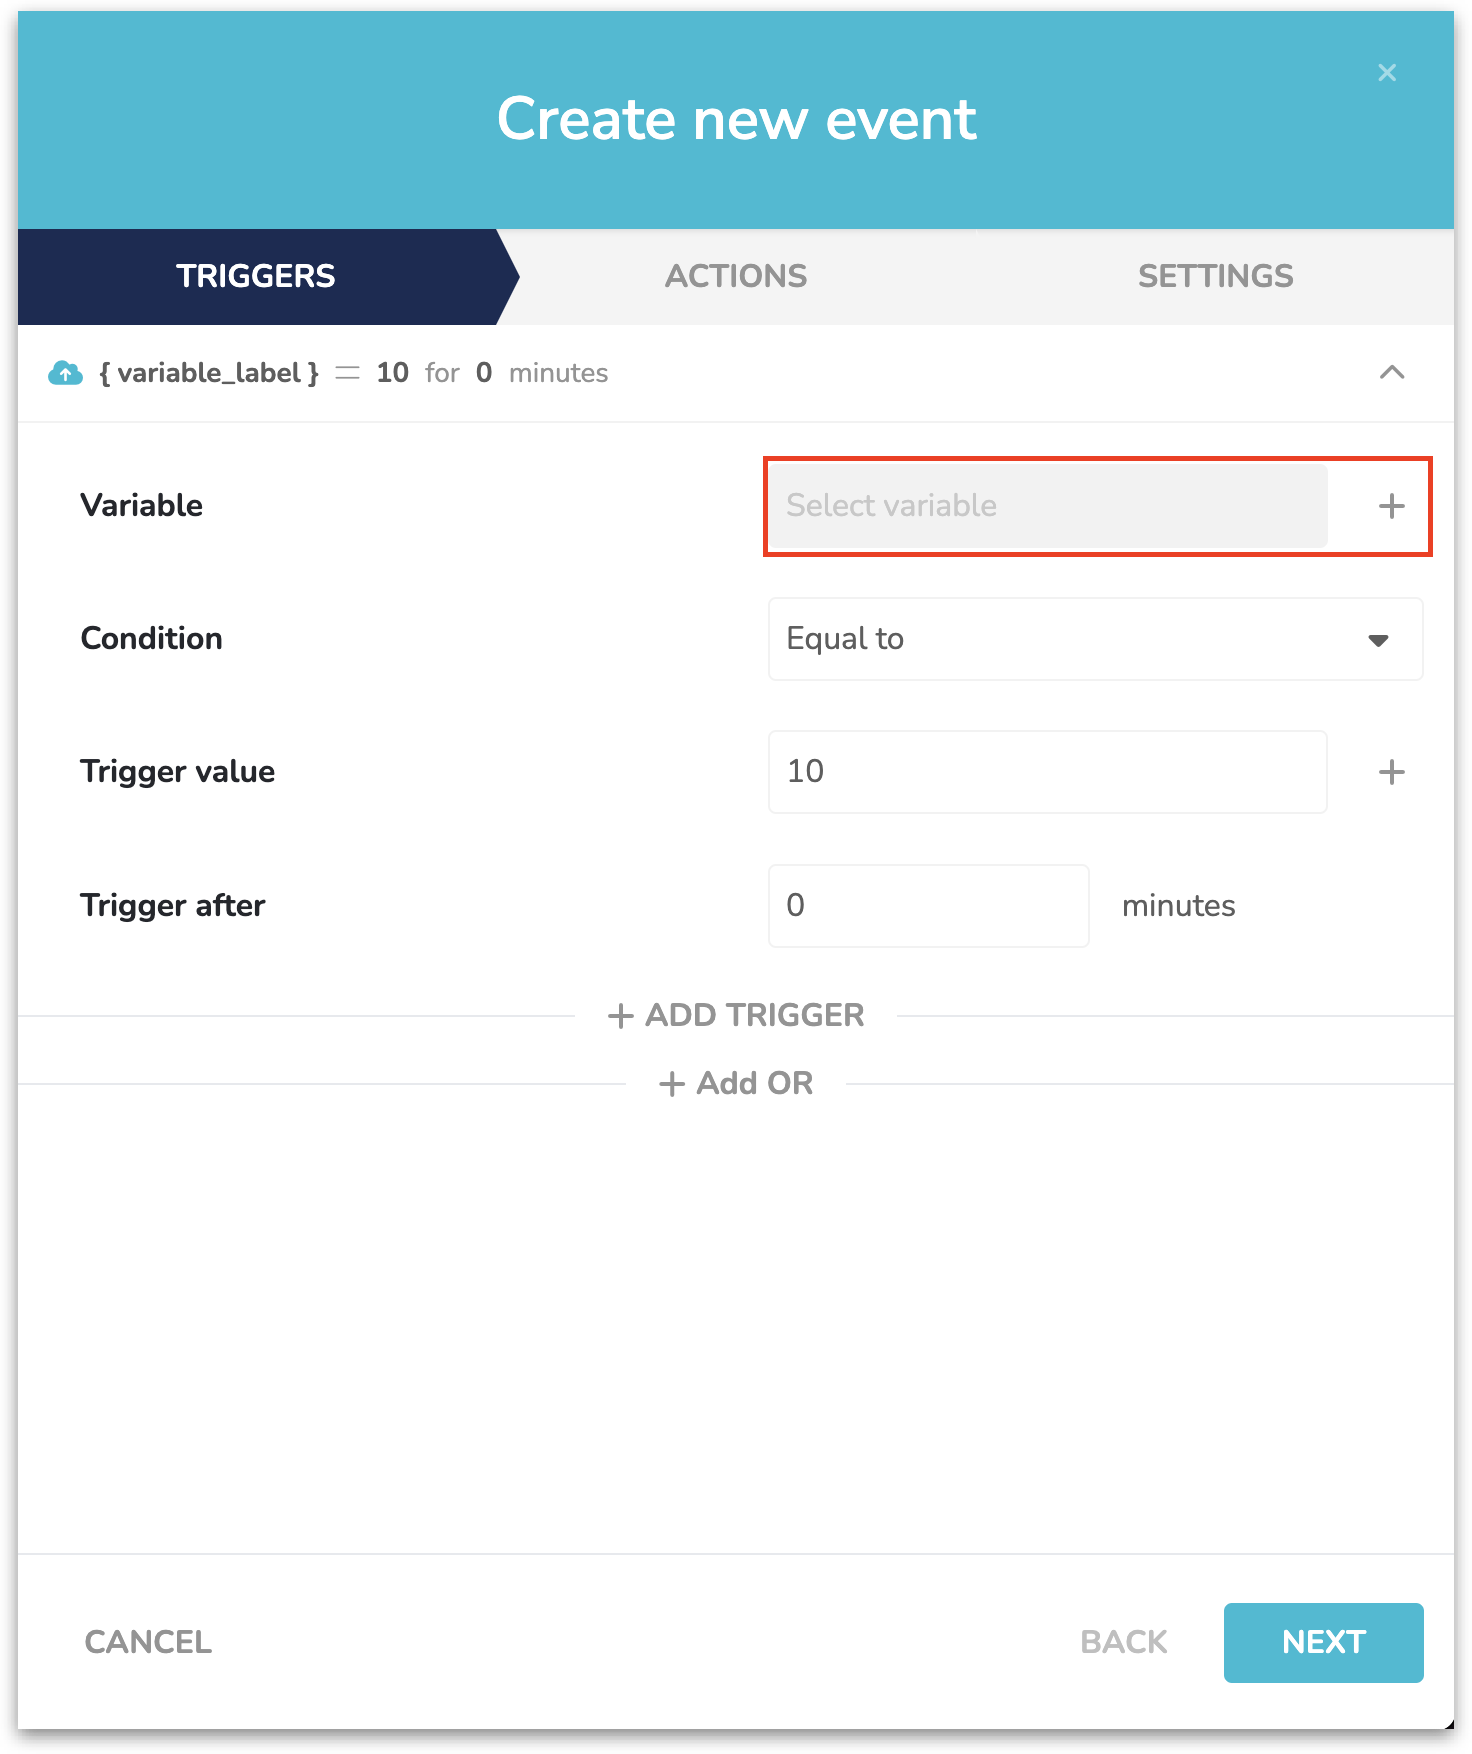 Create new event
TRIGGERS
ACTIONS
SETTINGS
{ variable_label } = 10 for 0 minutes
Variable
Select variable
Condition
Equal to
Trigger value
10
Trigger after
0
minutes
+ ADD TRIGGER
+ Add OR
CANCEL
BACK
NEXT